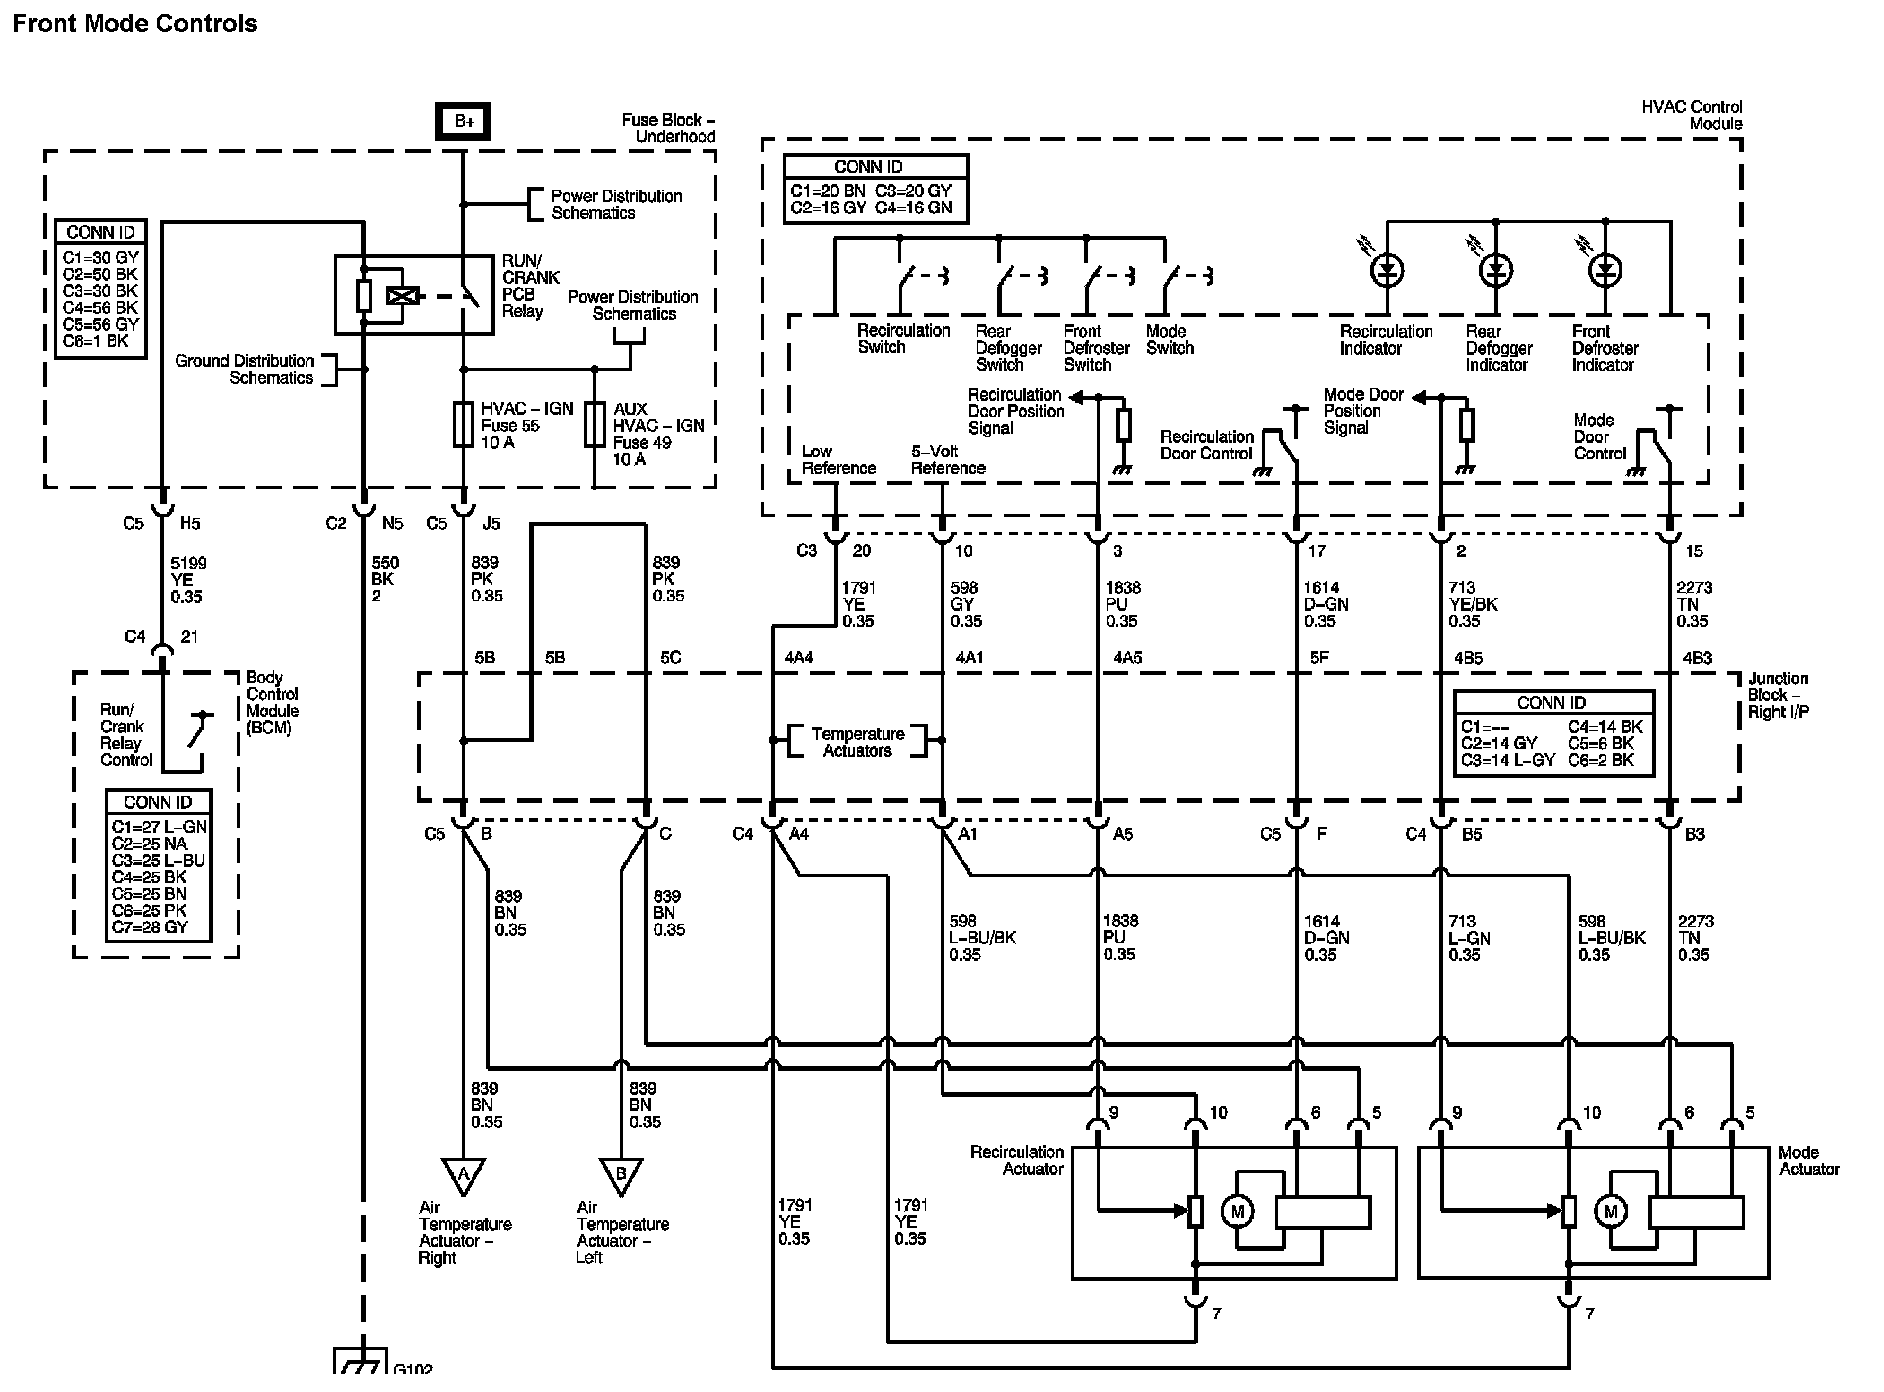 Front Mode Controls
B+
Fuse Block –
Underhood
HVAC Control
Module
CONN ID
C1=20 BN C3=20 GY
C2=16 GY C4=16 GN
Power Distribution
Schematics
CONN ID
C1=30 GY
C2=50 BK
C3=30 BK
C4=56 BK
C5=56 GY
C6=1 BK
RUN/
CRANK
PCB
Relay
Power Distribution
Schematics
Ground Distribution
Schematics
HVAC – IGN
Fuse 55
10 A
AUX
HVAC – IGN
Fuse 49
10 A
Recirculation
Switch
Rear
Defogger
Switch
Front
Defroster
Switch
Mode
Switch
Recirculation
Indicator
Rear
Defogger
Indicator
Front
Defroster
Indicator
Recirculation
Door Position
Signal
Mode Door
Position
Signal
Recirculation
Door Control
Mode
Door
Control
Low
Reference
5–Volt
Reference
C5 H5
C2 N5
C5 J5
C3 20
10
3
17
2
15
5199
YE
0.35
550
BK
2
839
PK
0.35
839
PK
0.35
1791
YE
0.35
598
GY
0.35
1838
PU
0.35
1614
D–GN
0.35
713
YE/BK
0.35
2273
TN
0.35
C4 21
5B
5B
5C
4A4
4A1
4A5
5F
4B5
4B3
Body
Control
Module
(BCM)
Run/
Crank
Relay
Control
CONN ID
C1=27 L–GN
C2=25 NA
C3=25 L–BU
C4=25 BK
C5=25 BN
C6=25 PK
C7=28 GY
Temperature
Actuators
Junction
Block –
Right I/P
CONN ID
C1=–– C4=14 BK
C2=14 GY C5=6 BK
C3=14 L–GY C6=2 BK
C5 B
C
C4 A4
A1
A5
C5 F
C4 B5
B3
839
BN
0.35
839
BN
0.35
598
L–BU/BK
0.35
1838
PU
0.35
1614
D–GN
0.35
713
L–GN
0.35
598
L–BU/BK
0.35
2273
TN
0.35
839
BN
0.35
839
BN
0.35
9
10
6
5
9
10
6
5
Recirculation
Actuator
Mode
Actuator
A
B
M
M
Air
Temperature
Actuator –
Right
Air
Temperature
Actuator –
Left
1791
YE
0.35
1791
YE
0.35
7
7
G102